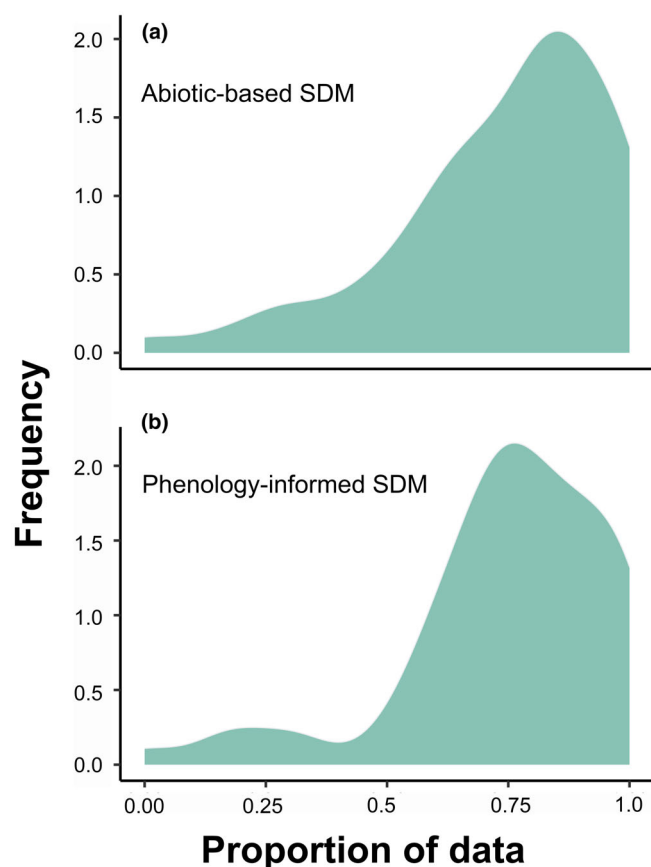 (a)
Abiotic-based SDM
2.0
1.5
1.0
0.5
0.0
(b)
Phenology-informed SDM
2.0
1.5
1.0
0.5
0.0
Frequency
0.00 0.25 0.5 0.75 1.0
Proportion of data